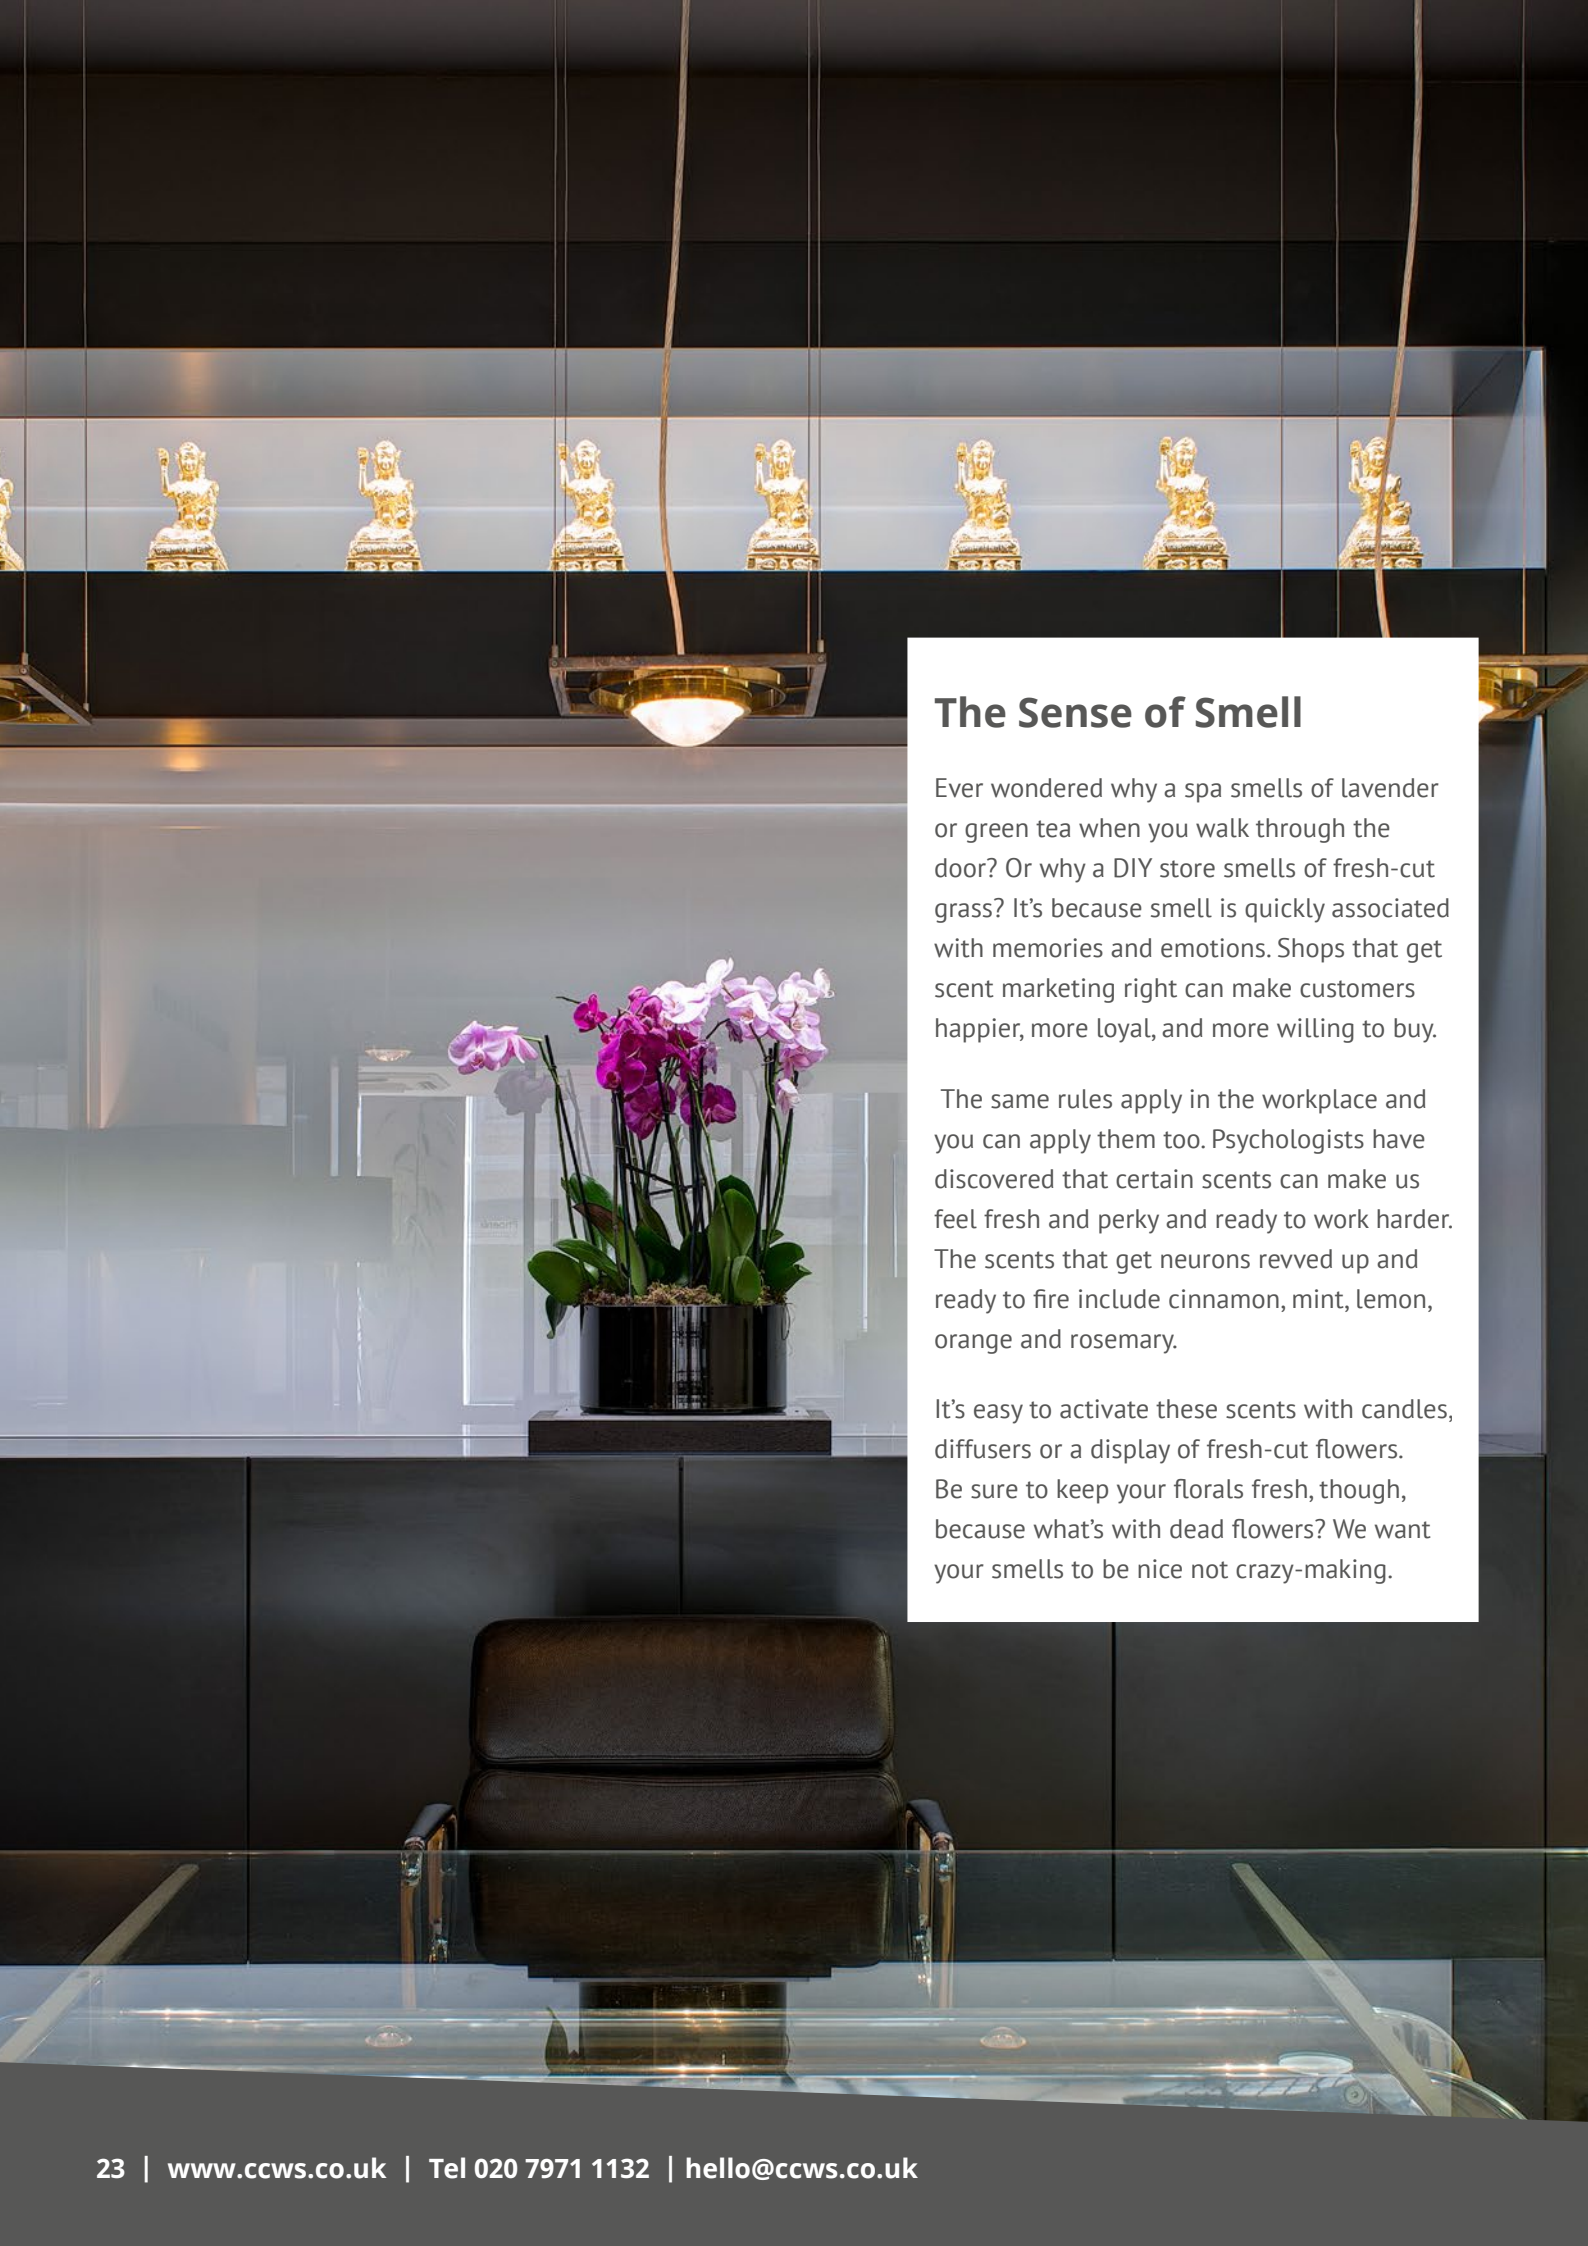 The Sense of Smell
Ever wondered why a spa smells of lavender
or green tea when you walk through the
door? Or why a DIY store smells of fresh-cut
grass? It’s because smell is quickly associated
with memories and emotions. Shops that get
scent marketing right can make customers
happier, more loyal, and more willing to buy.
The same rules apply in the workplace and
you can apply them too. Psychologists have
discovered that certain scents can make us
feel fresh and perky and ready to work harder.
The scents that get neurons revved up and
ready to fire include cinnamon, mint, lemon,
orange and rosemary.
It’s easy to activate these scents with candles,
diffusers or a display of fresh-cut flowers.
Be sure to keep your florals fresh, though,
because what’s with dead flowers? We want
your smells to be nice not crazy-making.
23 | www.ccws.co.uk | Tel 020 7971 1132 | hello@ccws.co.uk